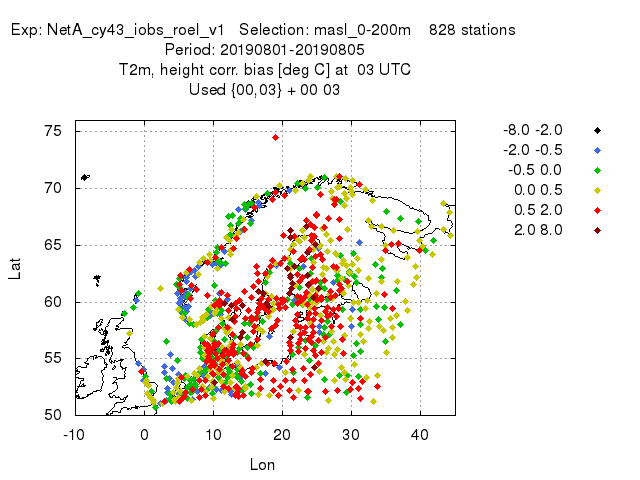 Exp: NetA_cy43_iobs_roel_v1 Selection: masl_0-200m 828 stations
Period: 20190801-20190805
T2m, height corr. bias [deg C] at 03 UTC
Used {00,03} + 00 03
-8.0 -2.0
-2.0 -0.5
-0.5 0.0
0.0 0.5
0.5 2.0
2.0 8.0
75
70
65
60
55
50
Lat
-10 0 10 20 30 40
Lon